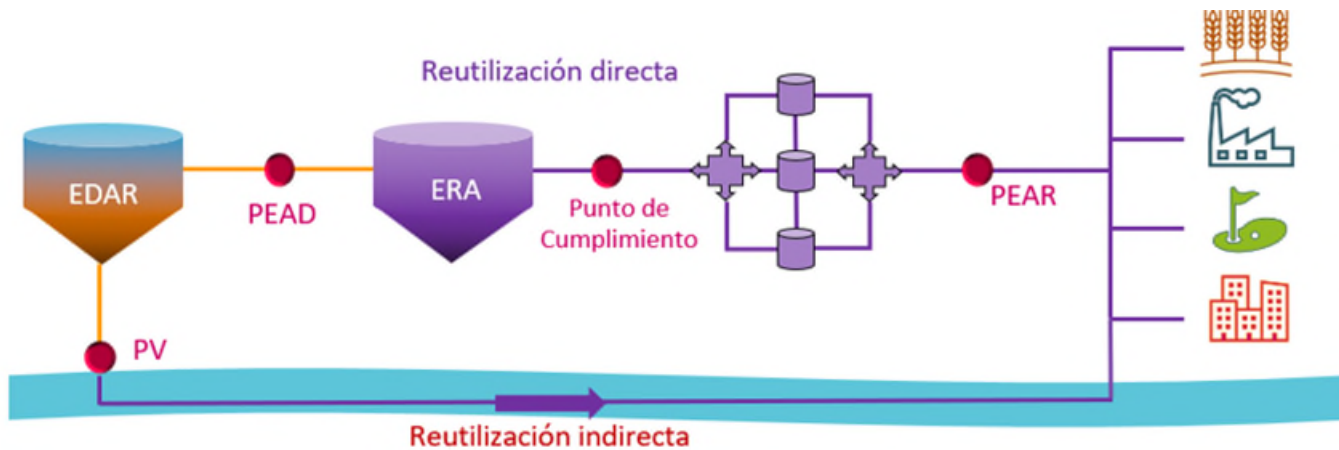 Reutilización directa
EDAR
PEAD
ERA
Punto de
Cumplimiento
PEAR
PV
Reutilización indirecta